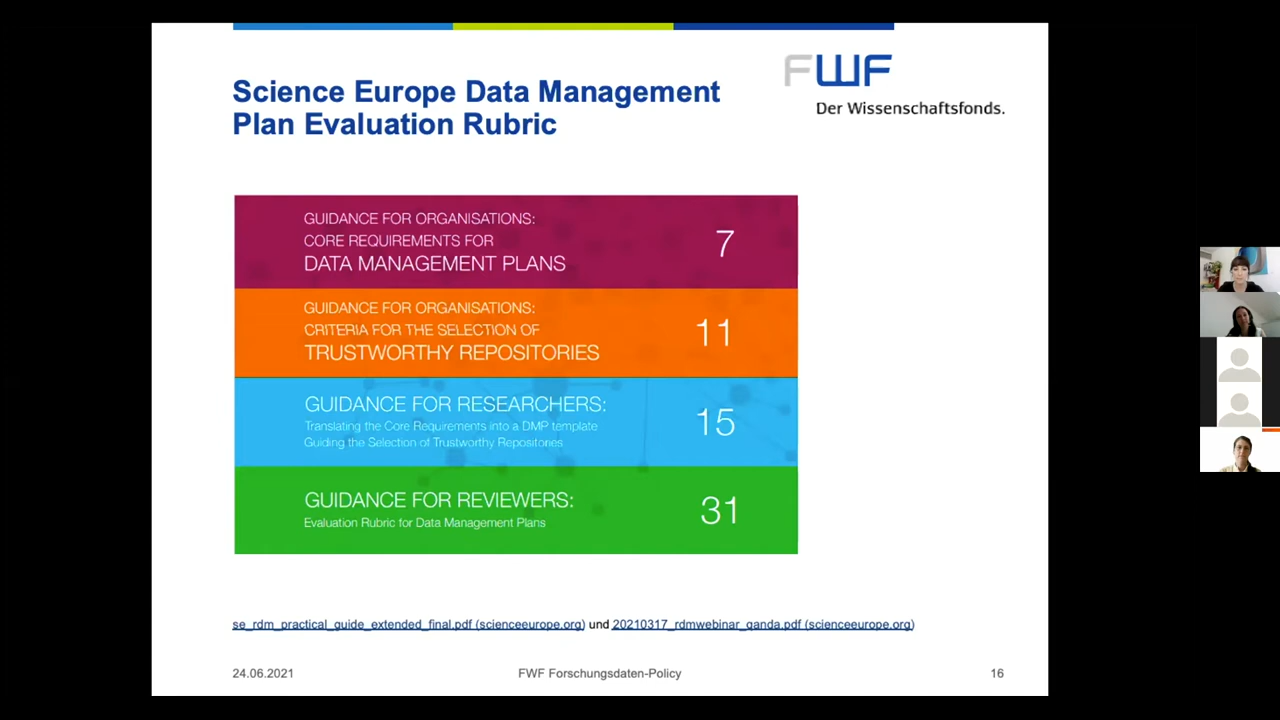 Science Europe Data Management
Plan Evaluation Rubric
FWF
Der Wissenschaftsfonds.
GUIDANCE FOR ORGANISATIONS:
CORE REQUIREMENTS FOR
DATA MANAGEMENT PLANS
7
GUIDANCE FOR ORGANISATIONS:
CRITERIA FOR THE SELECTION OF
TRUSTWORTHY REPOSITORIES
11
GUIDANCE FOR RESEARCHERS:
Translating the Core Requirements into a DMP template
Guiding the Selection of Trustworthy Repositories
15
GUIDANCE FOR REVIEWERS:
Evaluation Rubric for Data Management Plans
31
se_rdm_practical_guide_extended_final.pdf (scienceeurope.org) und 20210317_rdmwebinar_qanda.pdf (scienceeurope.org)
24.06.2021 FWF Forschungsdaten-Policy 16